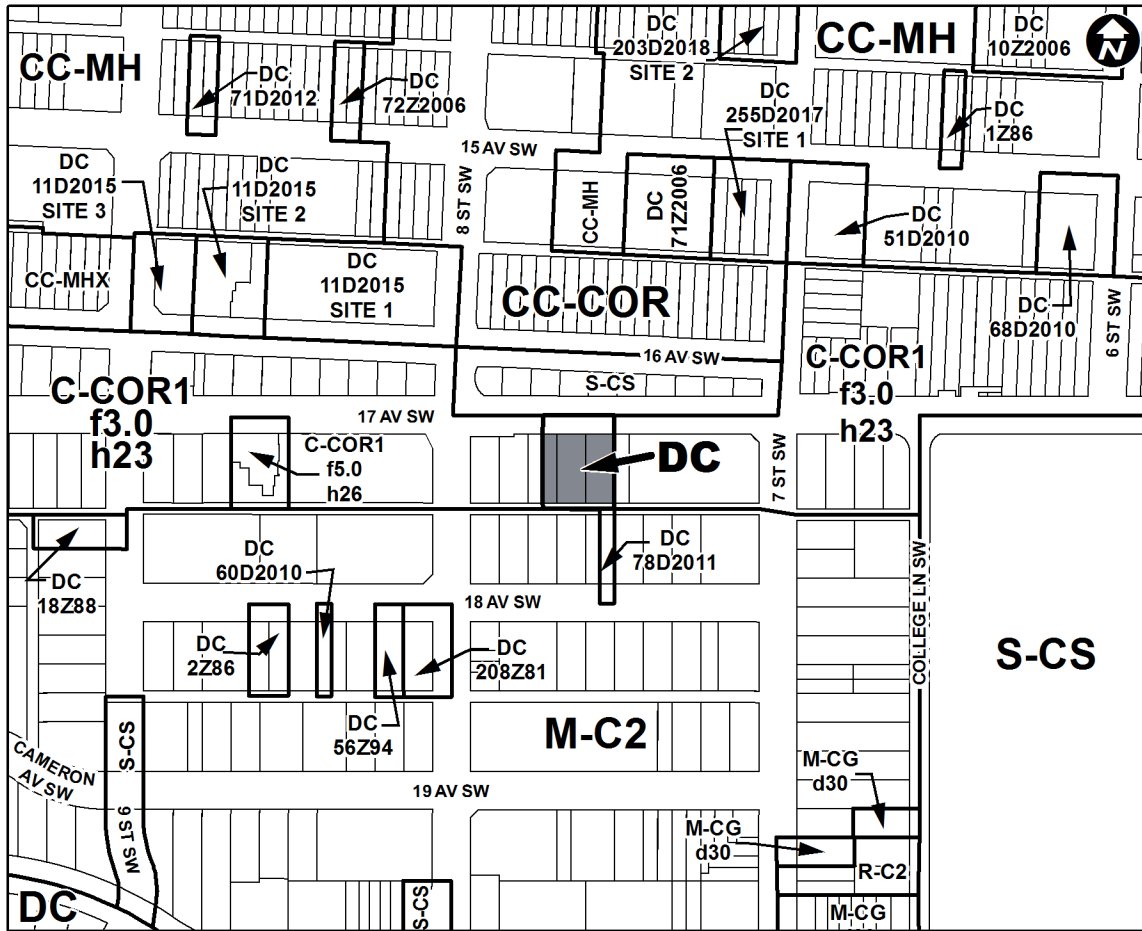 CC-MH
DC
71D2012
DC
72Z2006
DC
203D2018
SITE 2
CC-MH
DC
10Z2006
N
DC
255D2017
SITE 1
DC
1Z86
15 AV SW
8 ST SW
DC
11D2015
SITE 3
DC
11D2015
SITE 2
CC-MH
DC
71Z2006
DC
51D2010
CC-MHX
DC
11D2015
SITE 1
CC-COR
DC
68D2010
6 ST SW
16 AV SW
S-CS
C-COR1
f3.0
h23
C-COR1
f3.0
h23
17 AV SW
C-COR1
f5.0
h26
DC
7 ST SW
DC
18Z88
DC
60D2010
DC
78D2011
18 AV SW
COLLEGE LN SW
DC
2Z86
DC
208Z81
S-CS
DC
56Z94
M-C2
S-CS
CAMERON
AV SW
9 ST SW
19 AV SW
M-CG
d30
M-CG
d30
R-C2
DC
S-CS
M-CG